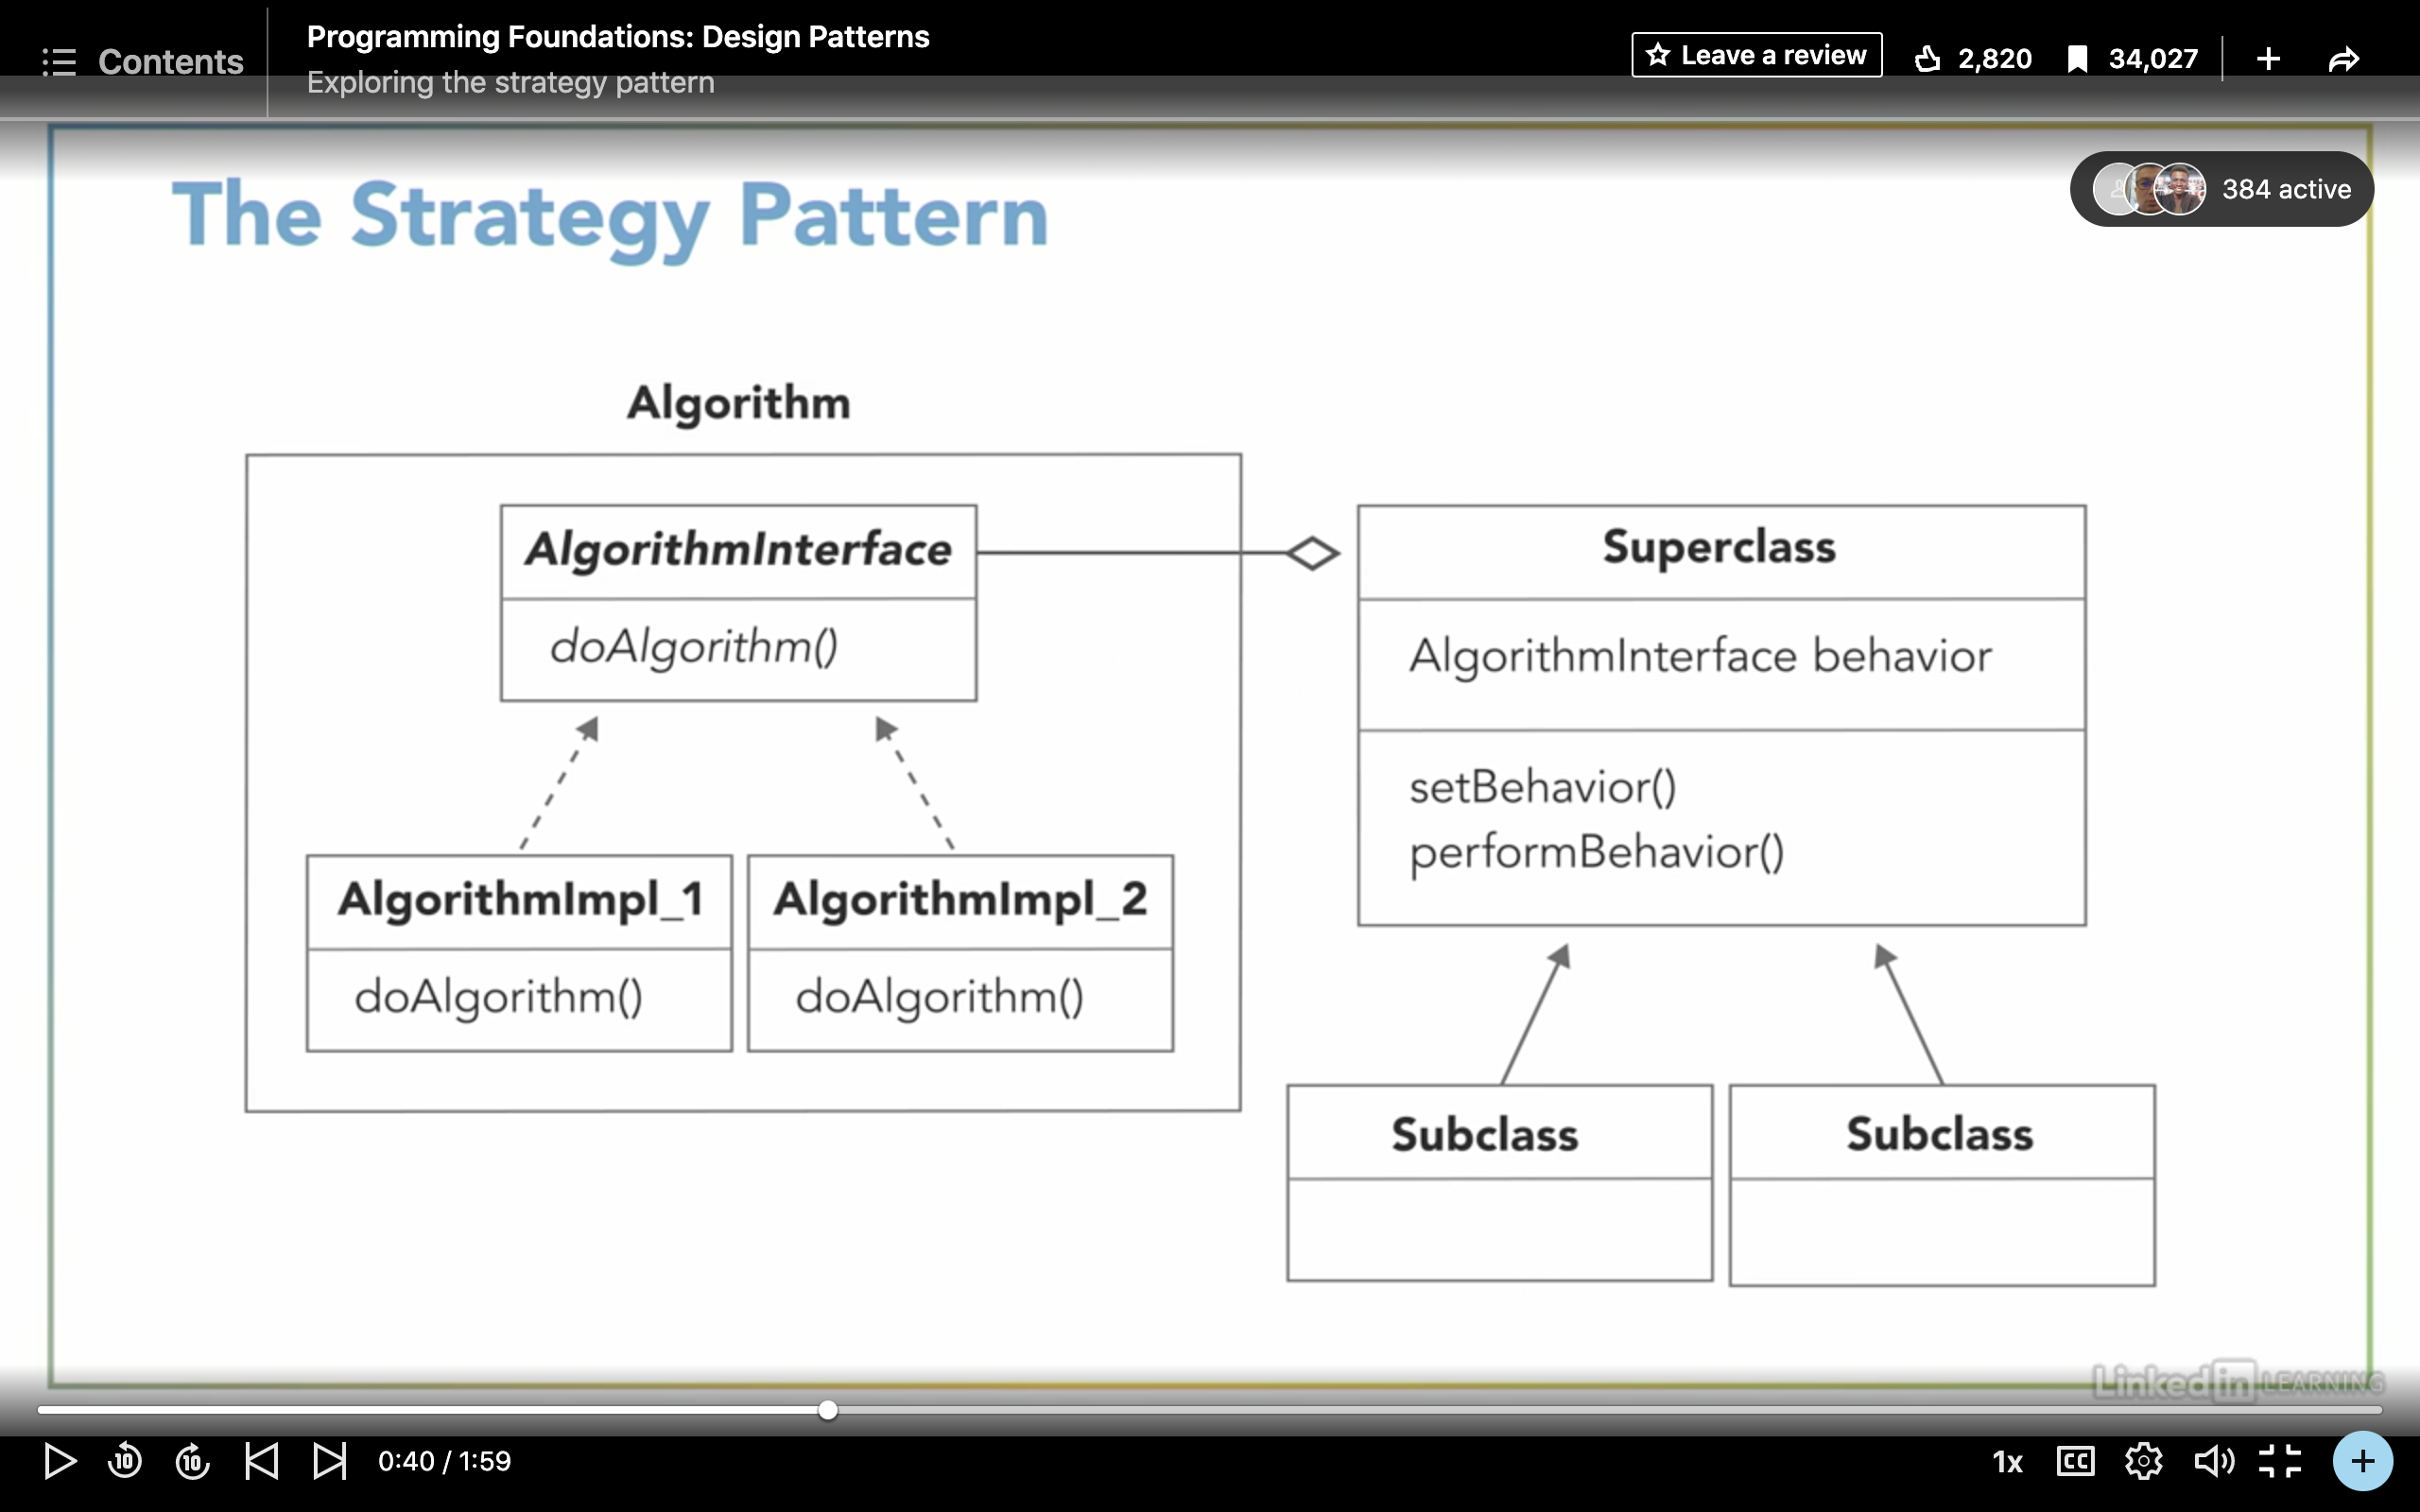 Contents
Programming Foundations: Design Patterns
Exploring the strategy pattern
Leave a review
2,820
34,027
384 active
The Strategy Pattern
Algorithm
AlgorithmInterface
doAlgorithm()
AlgorithmImpl_1
doAlgorithm()
AlgorithmImpl_2
doAlgorithm()
Superclass
AlgorithmInterface behavior
setBehavior()
performBehavior()
Subclass
Subclass
LinkedIn LEARNING
10
10
0:40 / 1:59
1x
CC